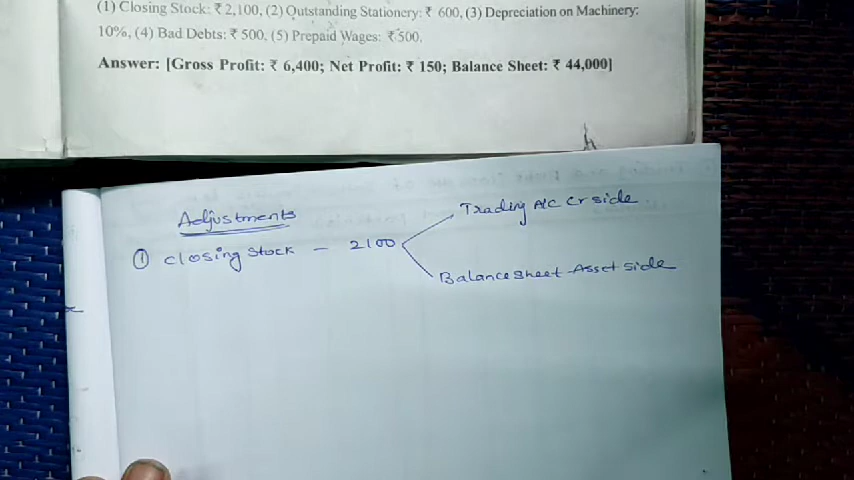 (1) Closing Stock: ₹ 2,100, (2) Outstanding Stationery: ₹ 600, (3) Depreciation on Machinery:
10%, (4) Bad Debts: ₹ 500, (5) Prepaid Wages: ₹ 500.
Answer: [Gross Profit: ₹ 6,400; Net Profit: ₹ 150; Balance Sheet: ₹ 44,000]
Adjustments
Trading A/C Cr side
① Closing Stock - 2100
Balance sheet Asset side